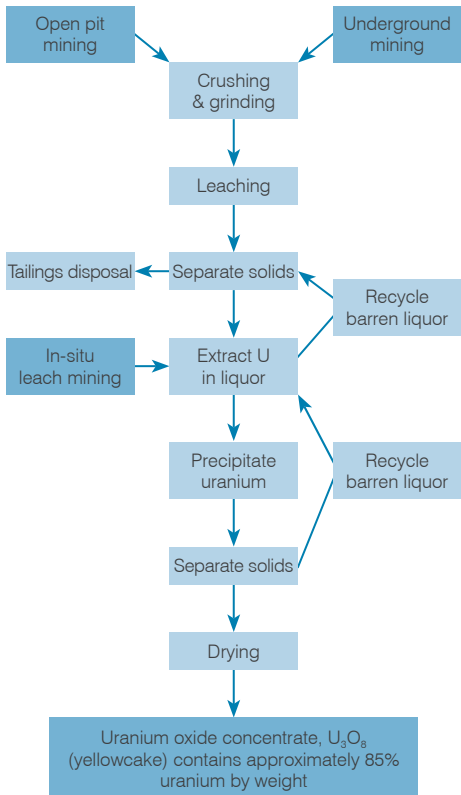 Open pit
mining
Underground
mining
Crushing
& grinding
Leaching
Tailings disposal
Separate solids
Recycle
barren liquor
In-situ
leach mining
Extract U
in liquor
Precipitate
uranium
Recycle
barren liquor
Separate solids
Drying
Uranium oxide concentrate, U₃O₈
(yellowcake) contains approximately 85%
uranium by weight